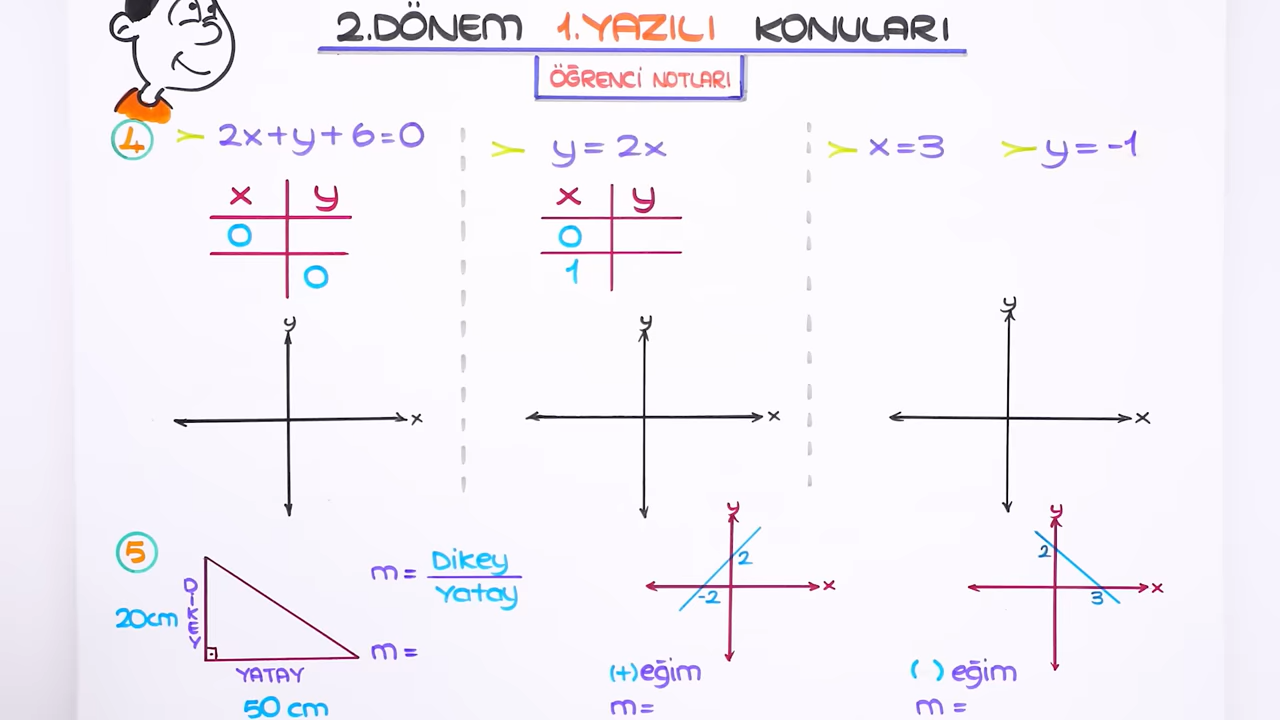 2.DÖNEM 1.YAZILI KONULARI
ÖĞRENCİ NOTLARI
4
2x+y+6=0
x y
0
0
y
x
y=2x
x y
0
1
y
x
x=3 y=-1
y
x
5
DİKEY
20cm
YATAY
50 cm
m= Dikey
Yatay
m=
y
2
x
-2
(+)eğim
m=
y
2
x
3
( ) eğim
m=